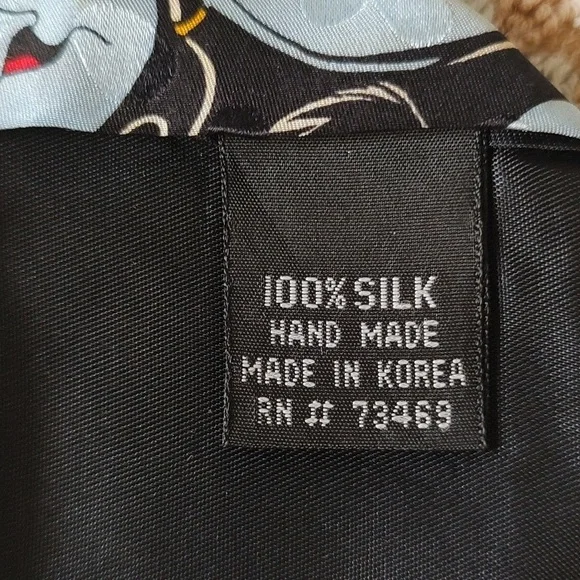 100% SILK
HAND MADE
MADE IN KOREA
RN # 73469